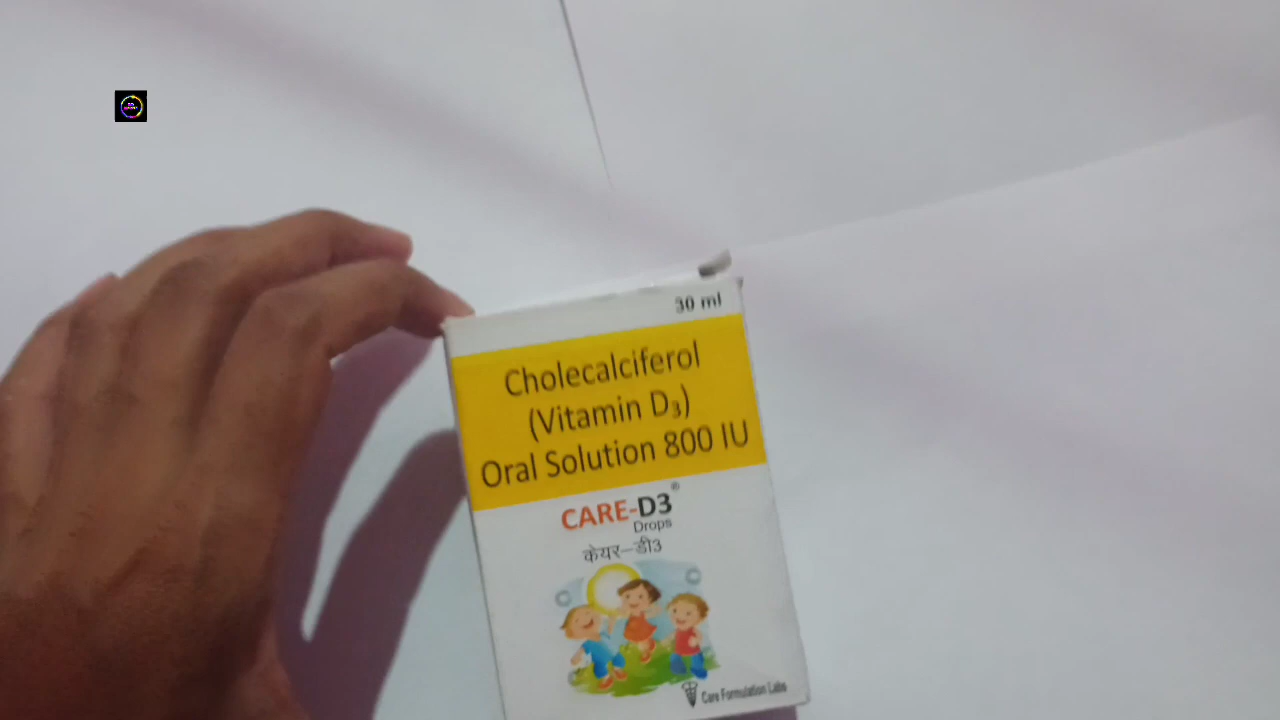 30 ml
Cholecalciferol
(Vitamin D₃)
Oral Solution 800 IU
CARE-D3®
Drops
केयर-डी3
Care Formulation Labs